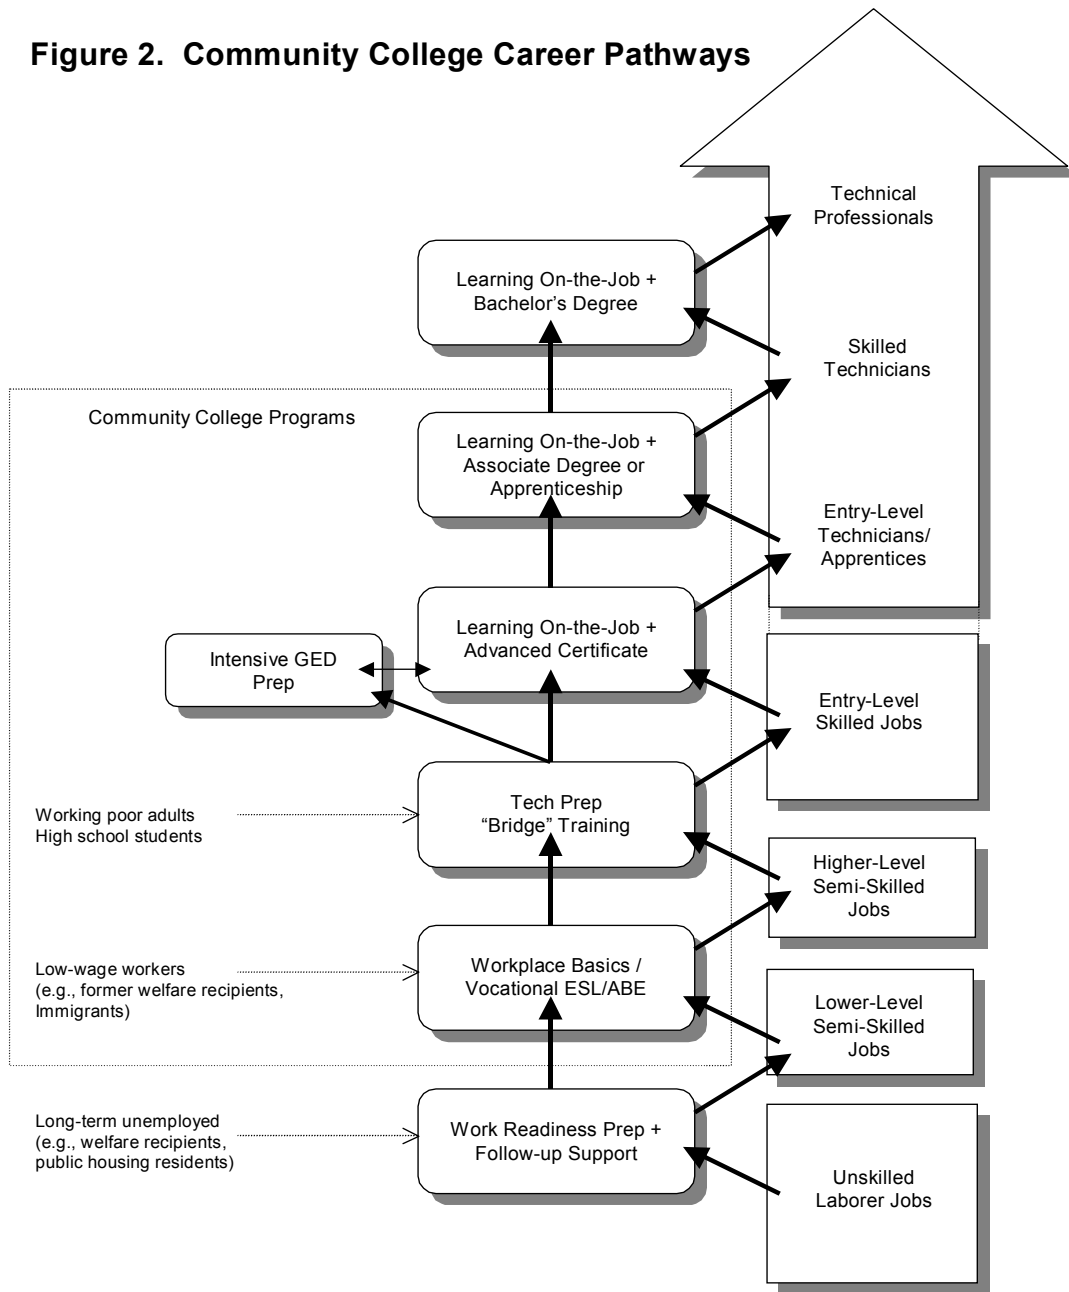 Figure 2.  Community College Career Pathways
Technical
Professionals
Learning On-the-Job +
Bachelor’s Degree
Skilled
Technicians
Community College Programs
Learning On-the-Job +
Associate Degree or
Apprenticeship
Entry-Level
Technicians/
Apprentices
Learning On-the-Job +
Advanced Certificate
Intensive GED
Prep
Entry-Level
Skilled Jobs
Working poor adults
High school students
Tech Prep
“Bridge” Training
Higher-Level
Semi-Skilled
Jobs
Low-wage workers
(e.g., former welfare recipients,
Immigrants)
Workplace Basics /
Vocational ESL/ABE
Lower-Level
Semi-Skilled
Jobs
Long-term unemployed
(e.g., welfare recipients,
public housing residents)
Work Readiness Prep +
Follow-up Support
Unskilled
Laborer Jobs